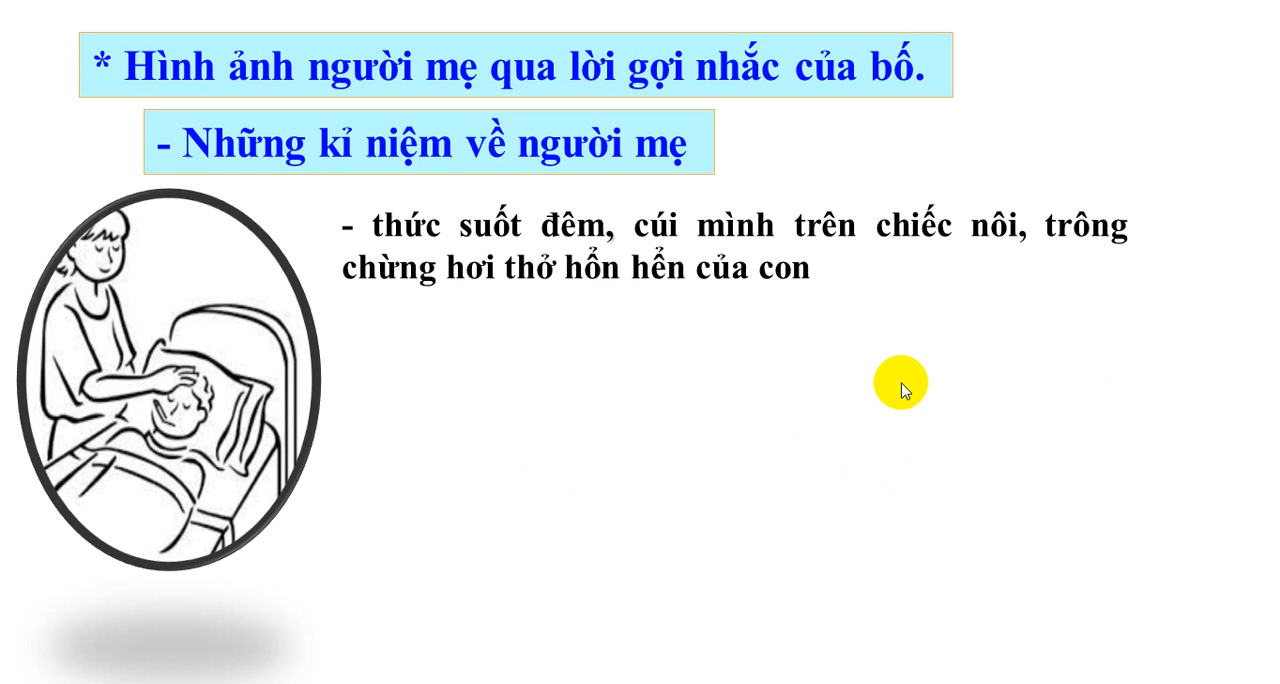 * Hình ảnh người mẹ qua lời gợi nhắc của bố.
- Những kỉ niệm về người mẹ
- thức suốt đêm, cúi mình trên chiếc nôi, trông
chừng hơi thở hổn hển của con